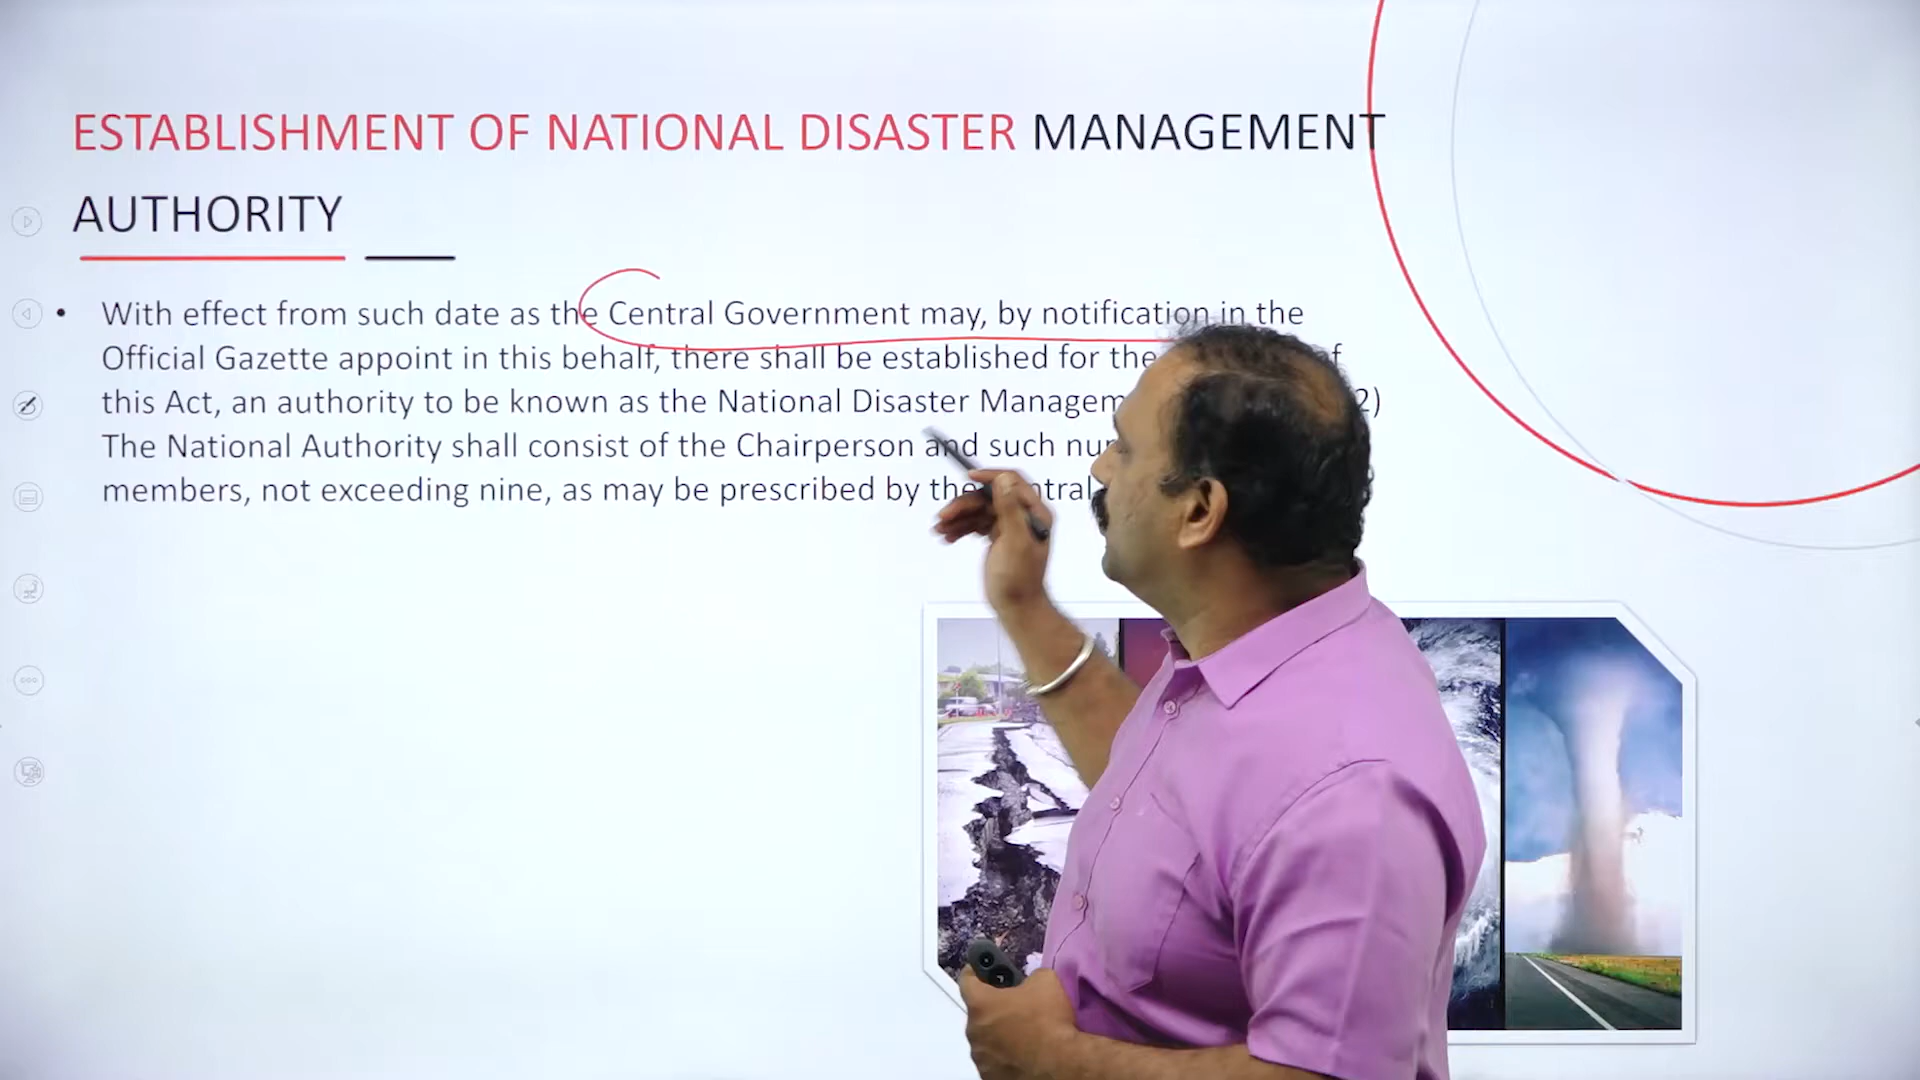 ESTABLISHMENT OF NATIONAL DISASTER MANAGEMENT
AUTHORITY
• With effect from such date as the Central Government may, by notification in the
Official Gazette appoint in this behalf, there shall be established for the
this Act, an authority to be known as the National Disaster 2)
The National Authority shall consist of the Chairperson and such
members, not exceeding nine, as may be prescribed by the